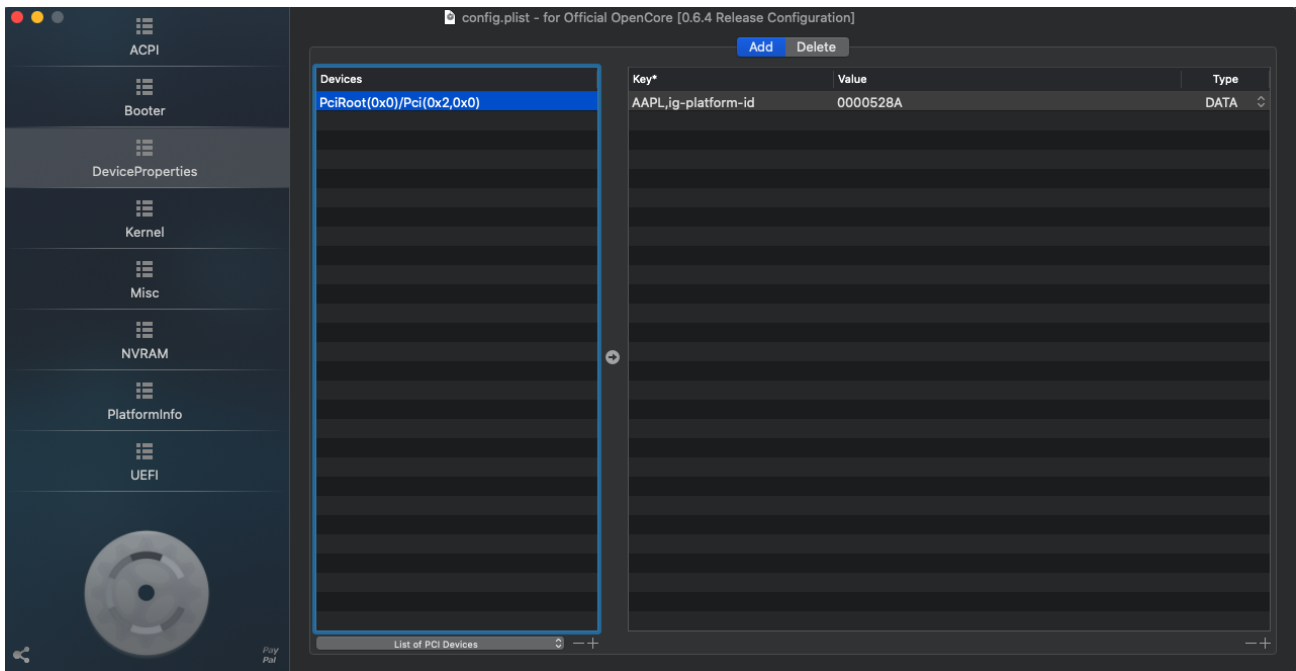 config.plist - for Official OpenCore [0.6.4 Release Configuration]
ACPI
Booter
DeviceProperties
Kernel
Misc
NVRAM
PlatformInfo
UEFI
Pay
Pal
Add Delete
Devices
PciRoot(0x0)/Pci(0x2,0x0)
List of PCI Devices
Key* Value Type
AAPL,ig-platform-id 0000528A DATA